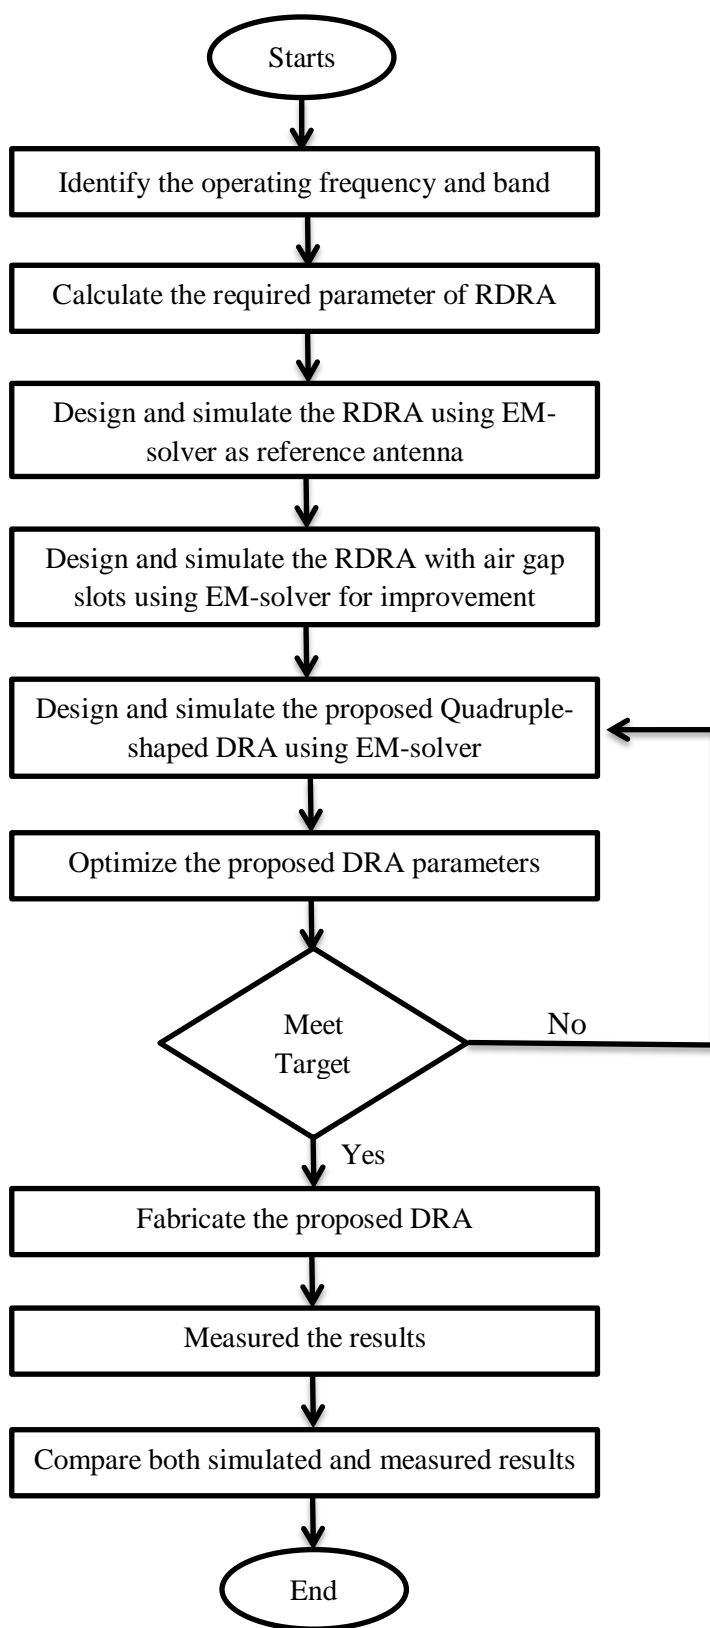 Starts
Identify the operating frequency and band
Calculate the required parameter of RDRA
Design and simulate the RDRA using EM-
solver as reference antenna
Design and simulate the RDRA with air gap
slots using EM-solver for improvement
Design and simulate the proposed Quadruple-
shaped DRA using EM-solver
Optimize the proposed DRA parameters
Meet
Target
No
Yes
Fabricate the proposed DRA
Measured the results
Compare both simulated and measured results
End